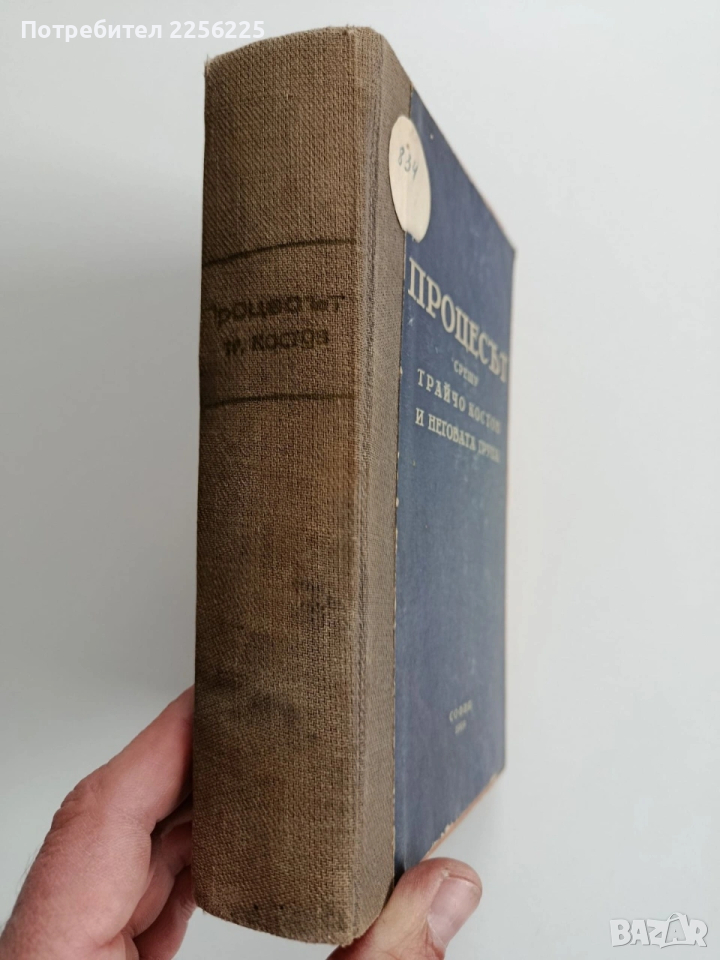 Потребител 2256225
834
Процесът
тр. Костов
ПРОЦЕСЪТ
СРЕЩУ
ТРАЙЧО КОСТОВ
И НЕГОВАТА ГРУПА
СОФИЯ
BAZAR